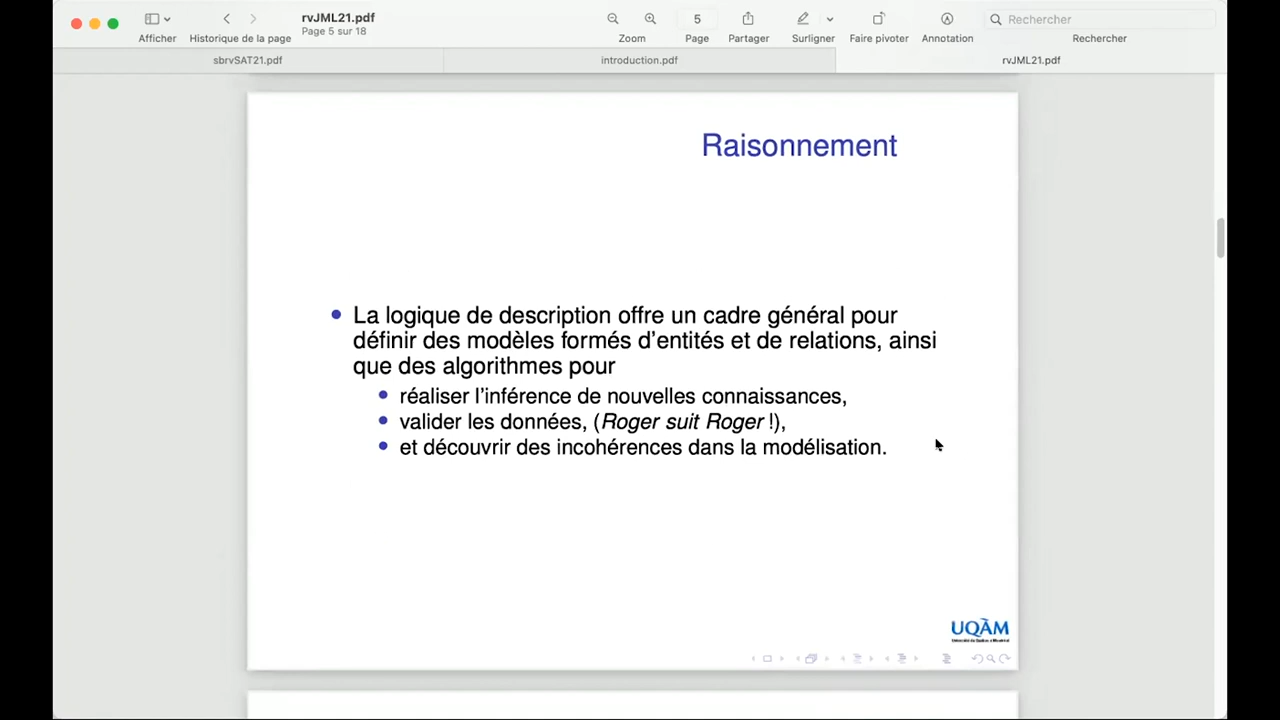 rvJML21.pdf
Page 5 sur 18
5
Rechercher
Afficher
Historique de la page
Zoom
Page
Partager
Surligner
Faire pivoter
Annotation
Rechercher
sbrvSAT21.pdf
introduction.pdf
rvJML21.pdf
Raisonnement
La logique de description offre un cadre général pour
définir des modèles formés d'entités et de relations, ainsi
que des algorithmes pour
réaliser l'inférence de nouvelles connaissances,
valider les données, (Roger suit Roger !),
et découvrir des incohérences dans la modélisation.
UQÀM
Université du Québec à Montréal